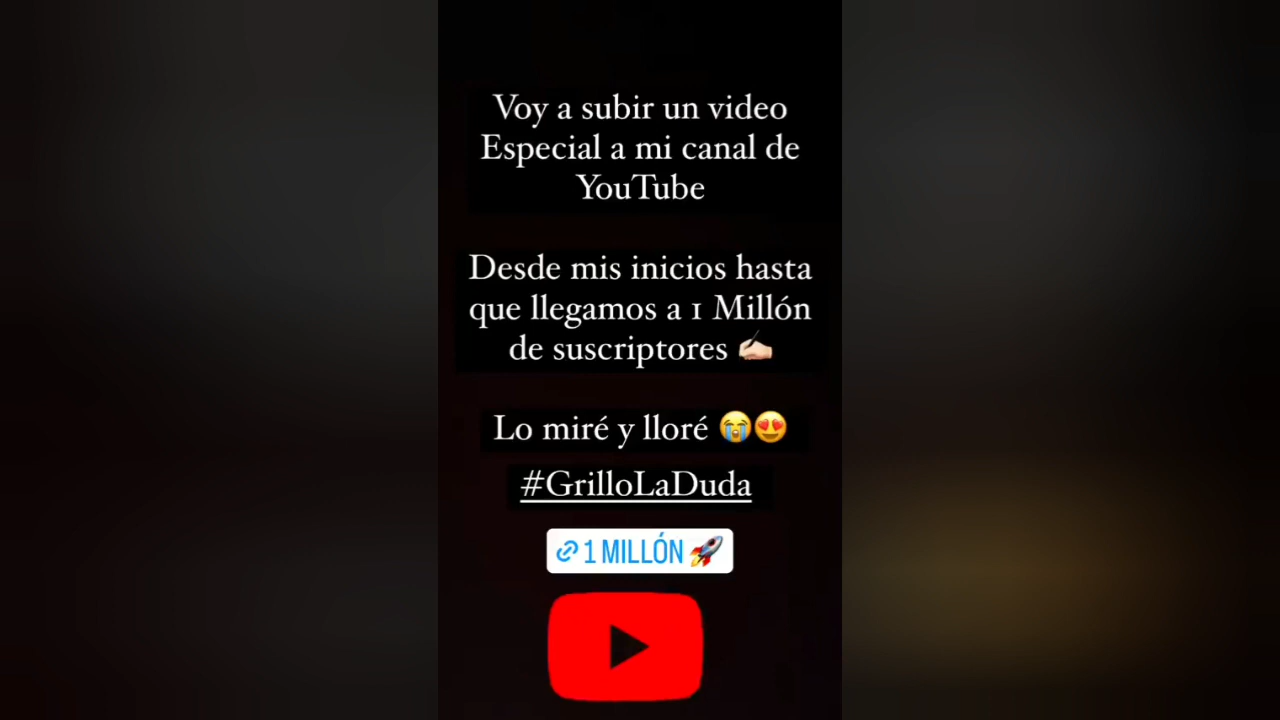 Voy a subir un video
Especial a mi canal de
YouTube
Desde mis inicios hasta
que llegamos a 1 Millón
de suscriptores ✍🏻
Lo miré y lloré 😭😍
#GrilloLaDuda
1 MILLÓN 🚀